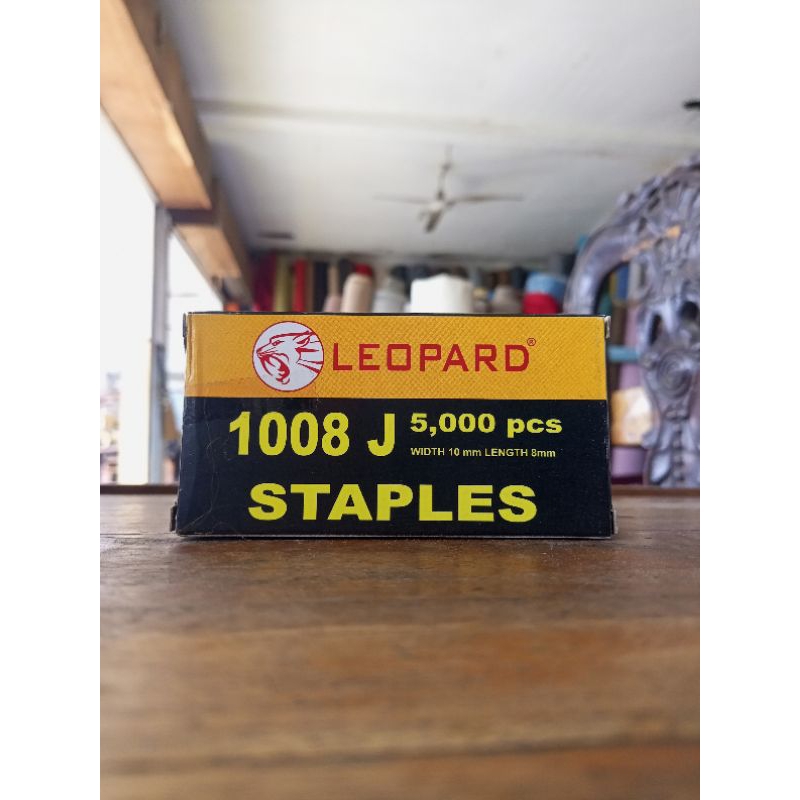 LEOPARD®
1008 J
5,000 pcs
WIDTH 10 mm LENGTH 8mm
STAPLES